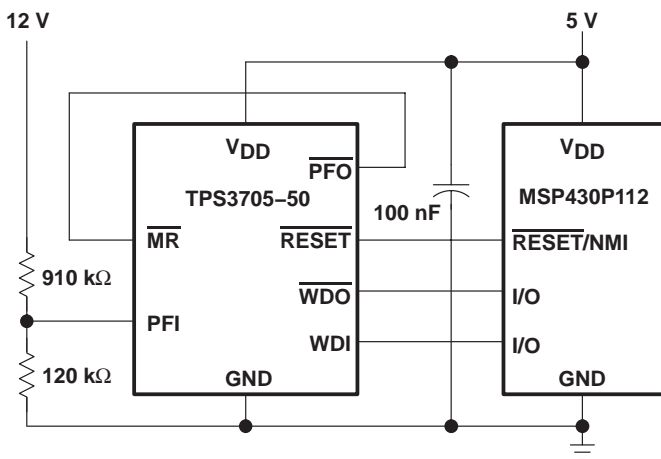 12 V
5 V
VDD
PFO
TPS3705–50
MR
RESET
WDO
PFI
WDI
GND
910 kΩ
120 kΩ
100 nF
VDD
MSP430P112
RESET/NMI
I/O
I/O
GND